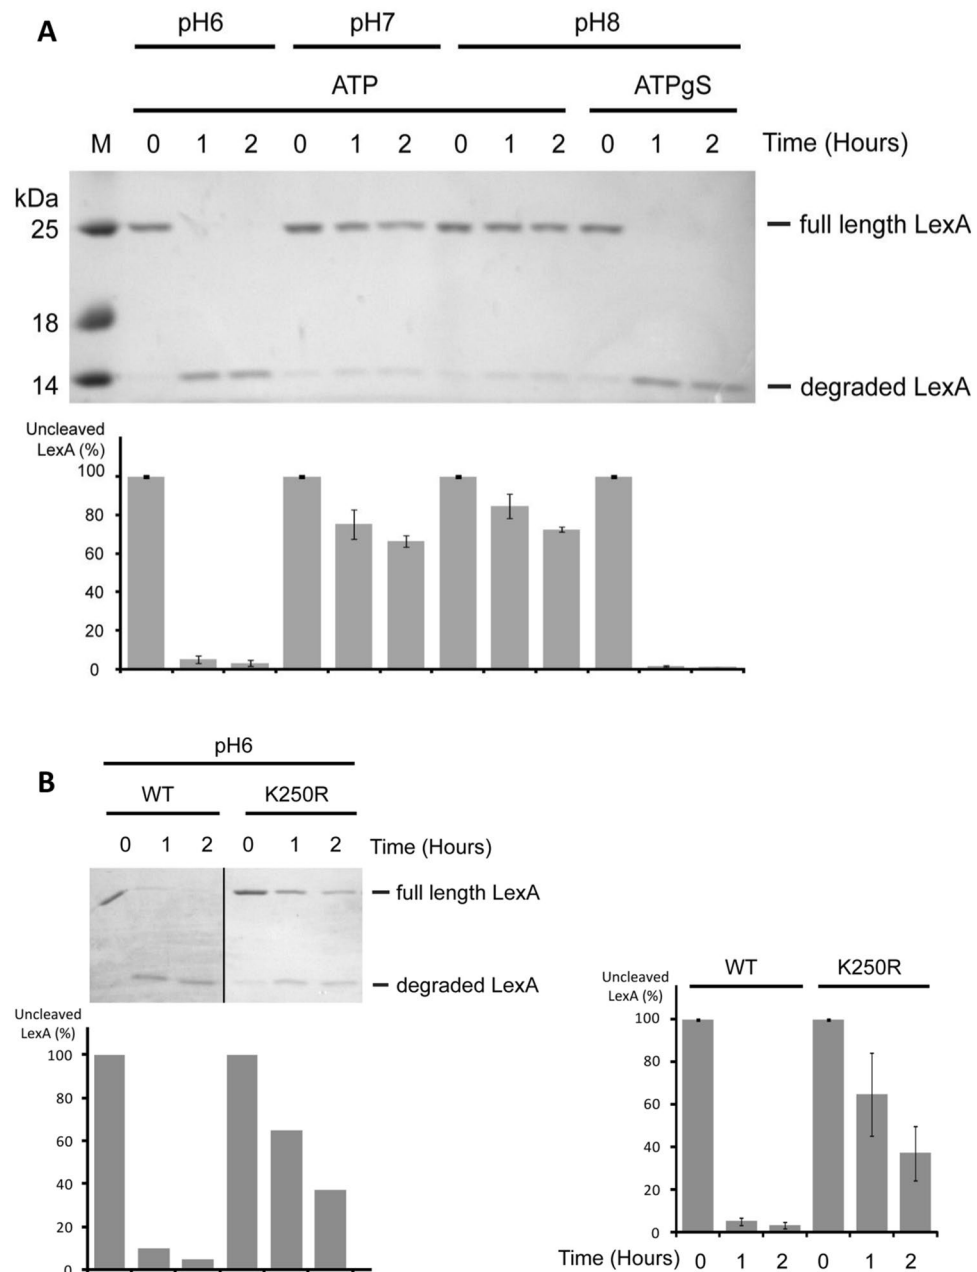 A
pH6 pH7 pH8
ATP ATPgS
M 0 1 2 0 1 2 0 1 2 0 1 2 Time (Hours)
kDa
25 full length LexA
18
14 degraded LexA
Uncleaved
LexA (%)
100
80
60
40
20
0
B
pH6
WT K250R
0 1 2 0 1 2 Time (Hours)
full length LexA
degraded LexA
Uncleaved
LexA (%)
100
80
60
40
20
0
WT K250R
Uncleaved
LexA (%)
100
80
60
40
20
0
Time (Hours) 0 1 2 0 1 2